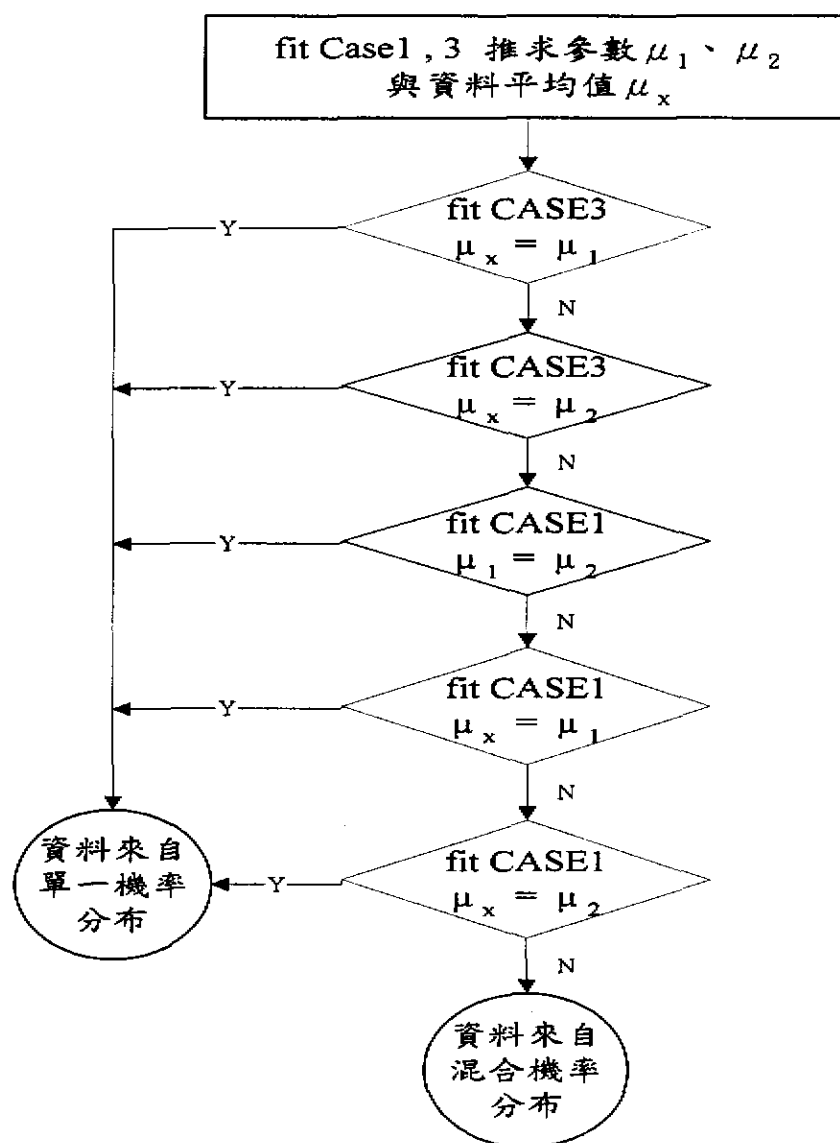 fit Case1 , 3 推求參數 μ₁、μ₂
與資料平均值 μₓ
fit CASE3
μₓ = μ₁
Y
N
fit CASE3
μₓ = μ₂
Y
N
fit CASE1
μ₁ = μ₂
Y
N
fit CASE1
μₓ = μ₁
Y
N
fit CASE1
μₓ = μ₂
Y
N
資料來自
單一機率
分布
資料來自
混合機率
分布